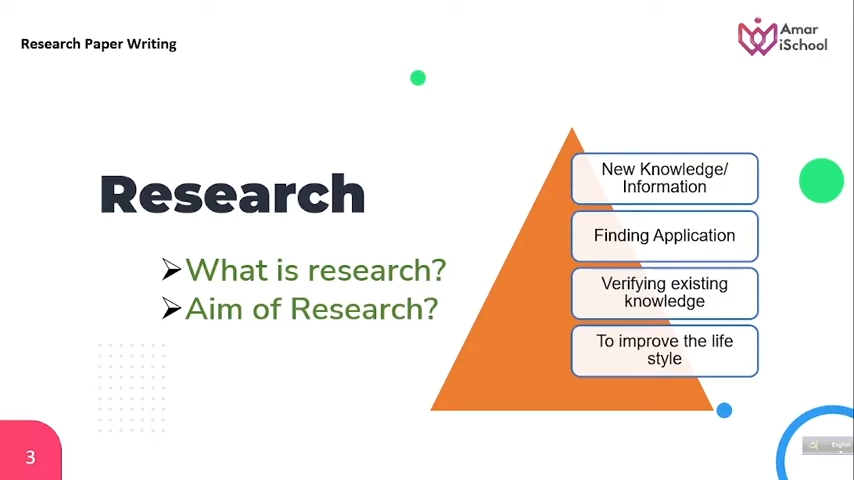 Research Paper Writing
Amar
iSchool
Research
What is research?
Aim of Research?
New Knowledge/
Information
Finding Application
Verifying existing
knowledge
To improve the life
style
3
English